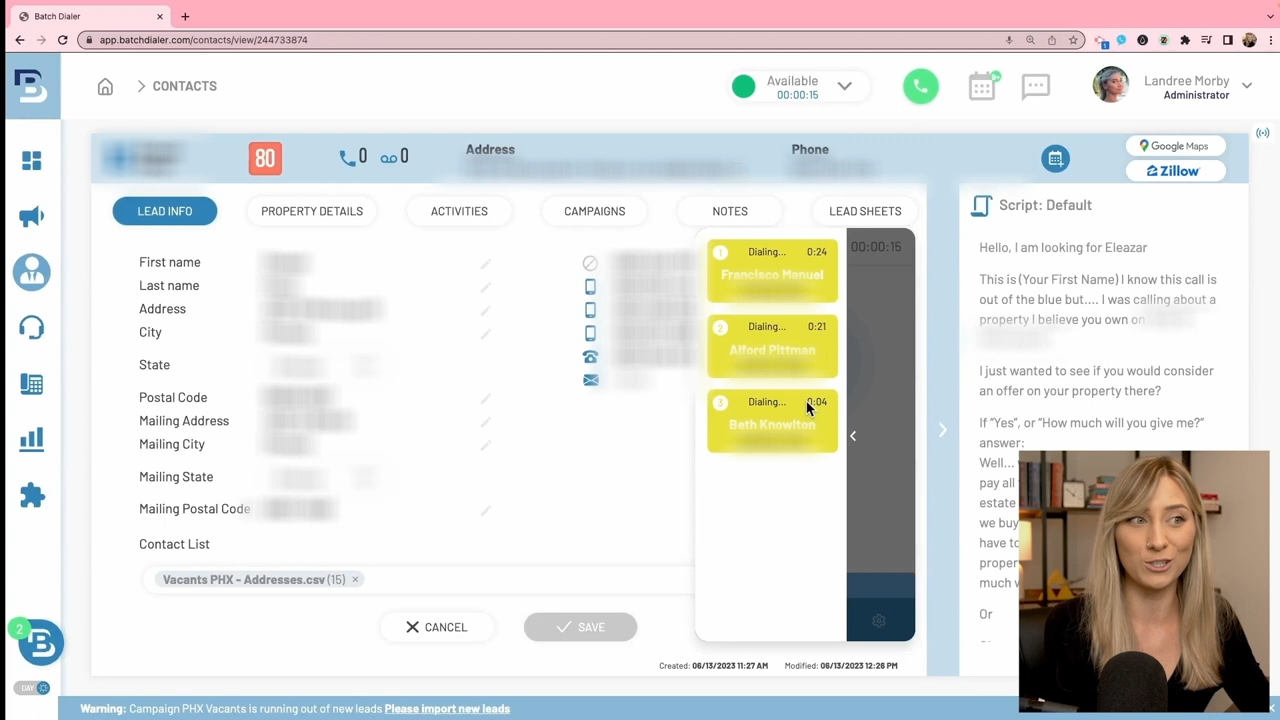 Batch Dialer
app.batchdialer.com/contacts/view/244733874
CONTACTS
Available
00:00:15
9+
Landree Morby
Administrator
80
0
0
Address
Phone
Google Maps
Zillow
LEAD INFO
PROPERTY DETAILS
ACTIVITIES
CAMPAIGNS
NOTES
LEAD SHEETS
First name
Last name
Address
City
State
Postal Code
Mailing Address
Mailing City
Mailing State
Mailing Postal Code
Contact List
Vacants PHX - Addresses.csv (15)
CANCEL
SAVE
Created: 06/13/2023 11:27 AM
Modified: 06/13/2023 12:26 PM
1 Dialing... 0:24
Francisco Manuel
2 Dialing... 0:21
Alford Pittman
3 Dialing... 0:04
Beth Knowlton
00:00:15
Script: Default
Hello, I am looking for Eleazar
This is (Your First Name) I know this call is
out of the blue but.... I was calling about a
property I believe you own on
I just wanted to see if you would consider
an offer on your property there?
If "Yes", or "How much will you give me?"
answer:
Well...
pay all
estate
we buy
have to
proper
much w
Or
2
DAY
Warning: Campaign PHX Vacants is running out of new leads Please import new leads